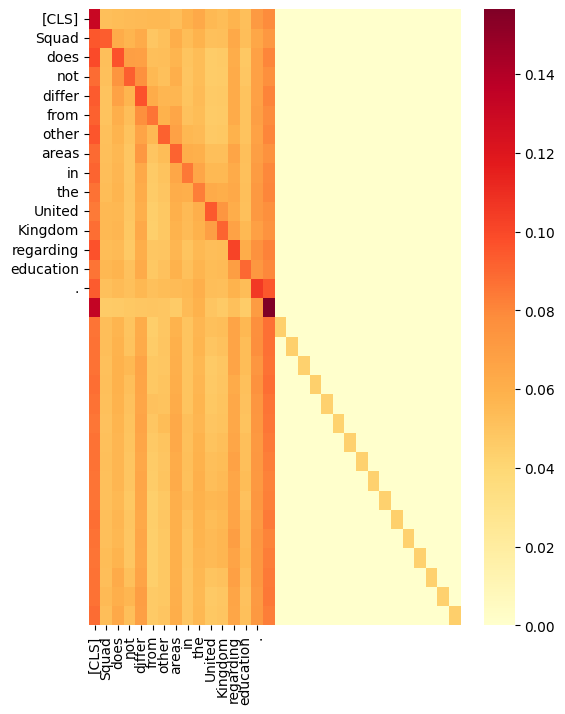 [CLS]
Squad
does
not
differ
from
other
areas
in
the
United
Kingdom
regarding
education
.
0.14
0.12
0.10
0.08
0.06
0.04
0.02
0.00
[CLS]
Squad
does
not
differ
from
other
areas
in
the
United
Kingdom
regarding
education
.